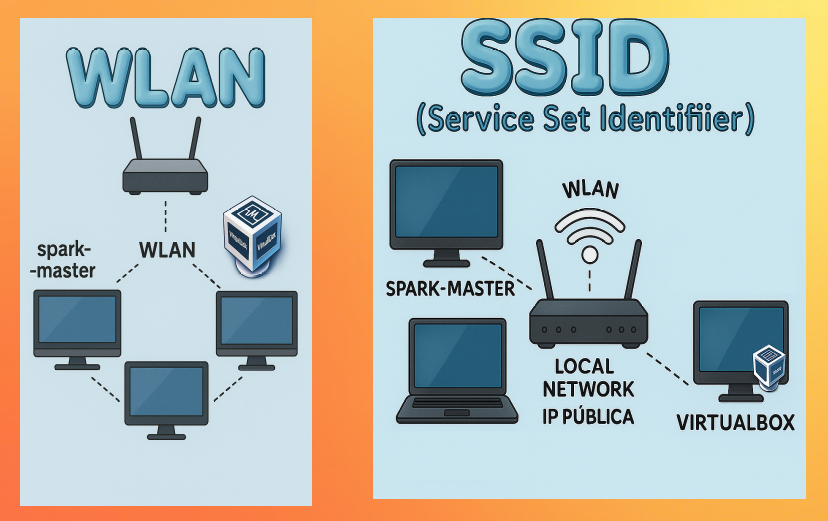 WLAN
spark-
-master
WLAN
SSID
(Service Set Identifiier)
WLAN
SPARK-MASTER
LOCAL
NETWORK
IP PÚBLICA
VIRTUALBOX